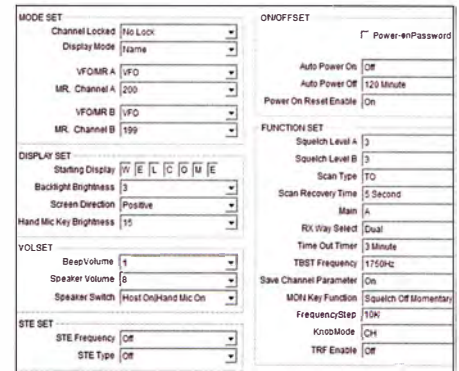 MODE SET
Channel Locked No Lock
Display Mode Name
VFO/MR A VFO
MR. Channel A 200
VFO/MR B VFO
MR. Channel B 199
DISPLAY SET
Starting Display W E L C O M E
Backlight Brightness 3
Screen Direction Positive
Hand Mic Key Brightness 15
VOLSET
BeepVolume 1
Speaker Volume 8
Speaker Switch Host On|Hand Mic On
STE SET
STE Frequency Off
STE Type Off
ON/OFFSET
Power-onPassword
Auto Power On Off
Auto Power Off 120 Minute
Power On Reset Enable On
FUNCTION SET
Squelch Level A 3
Squelch Level B 3
Scan Type TO
Scan Recovery Time 5 Second
Main A
RX Way Select Dual
Time Out Timer 3 Minute
TBST Frequency 1750Hz
Save Channel Parameter On
MON Key Function Squelch Off Momentary
FrequencyStep 10K
KnobMode CH
TRF Enable Off